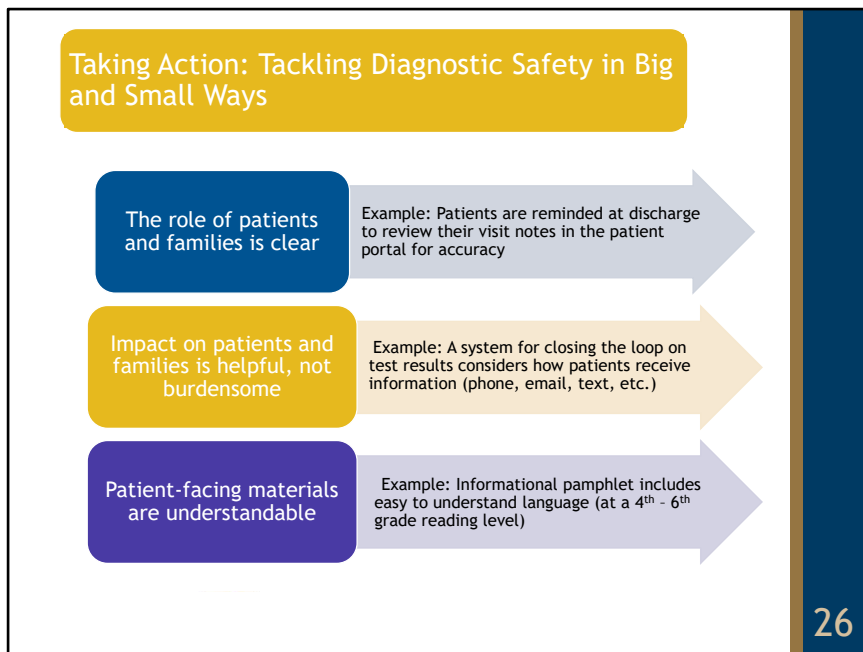 Taking Action: Tackling Diagnostic Safety in Big
and Small Ways
The role of patients
and families is clear
Example: Patients are reminded at discharge
to review their visit notes in the patient
portal for accuracy
Impact on patients and
families is helpful, not
burdensome
Example: A system for closing the loop on
test results considers how patients receive
information (phone, email, text, etc.)
Patient-facing materials
are understandable
Example: Informational pamphlet includes
easy to understand language (at a 4th - 6th
grade reading level)
26